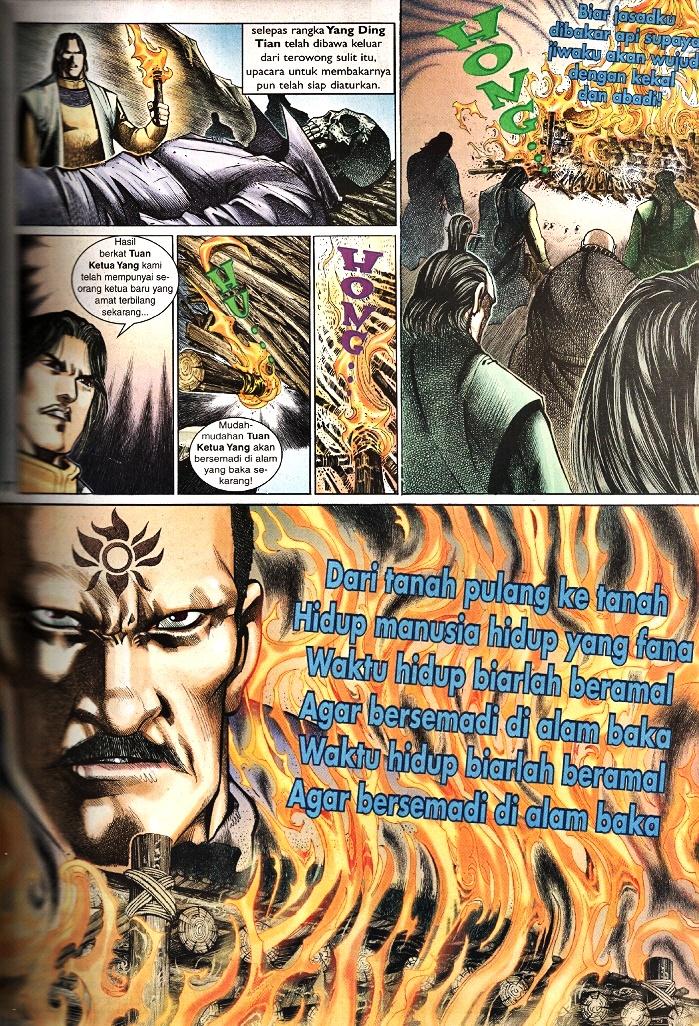 selepas rangka Yang Ding
Tian telah dibawa keluar
dari terowong sulit itu,
upacara untuk membakarnya
pun telah siap diaturkan.
Hasil
berkat Tuan
Ketua Yang kami
telah mempunyai se-
orang ketua baru yang
amat terbilang
sekarang...
HU...
Mudah-
mudahan Tuan
Ketua Yang akan
bersemadi di alam
yang baka se-
karang!
HONG...
HONG...
Biar jasadku
dibakar api supaya
jiwaku akan wujud
dengan kekal
dan abadi!
Dari tanah pulang ke tanah
Hidup manusia hidup yang fana
Waktu hidup biarlah beramal
Agar bersemadi di alam baka
Waktu hidup biarlah beramal
Agar bersemadi di alam baka